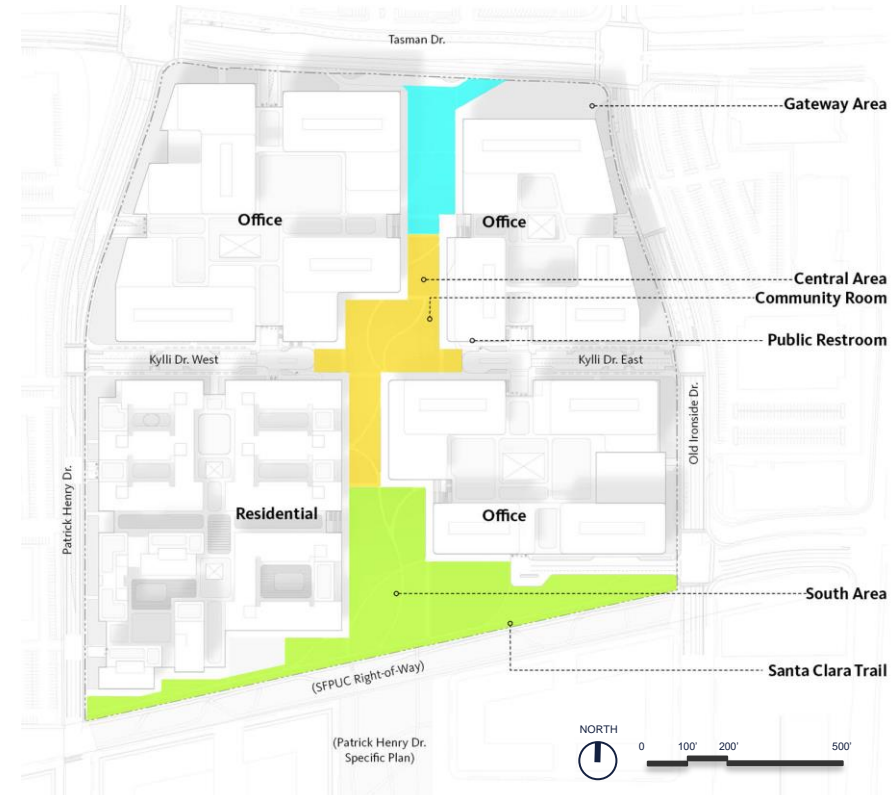 Tasman Dr.
Gateway Area
Office
Office
Central Area
Community Room
Public Restroom
Kylli Dr. West
Kylli Dr. East
Old Ironside Dr.
Patrick Henry Dr.
Residential
Office
South Area
Santa Clara Trail
(SFPUC Right-of-Way)
(Patrick Henry Dr.
Specific Plan)
NORTH
0 100' 200' 500'